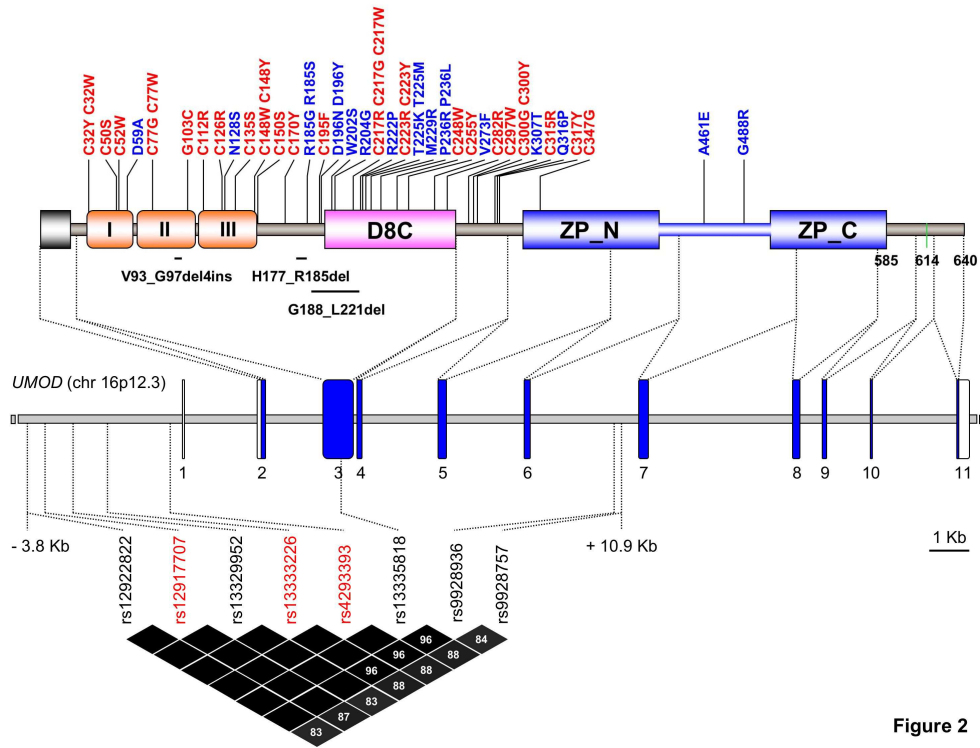 C32Y C32W
C50S
C52W
D59A
C77G C77W
G103C
C112R
C126R
N128S
C135S
C148W C148Y
C150S
C170Y
R185G R185S
C195F
D196N D196Y
W202S
R204G
C217R C217G C217W
R222P
C223R C223Y
T225K T225M
M229R
P236R P236L
C248W
C255Y
V273F
C282R
C297W
C300G C300Y
K307T
C315R
Q316P
C317Y
C347G
A461E
G488R
I II III D8C ZP_N ZP_C
585 614 640
V93_G97del4ins H177_R185del
G188_L221del
UMOD (chr 16p12.3)
1 2 3 4 5 6 7 8 9 10 11
- 3.8 Kb + 10.9 Kb 1 Kb
rs12922822
rs12917707
rs13329952
rs13333226
rs4293393
rs13335818
rs9928936
rs9928757
96 84
96 88
96 88
88
83
87
83
Figure 2